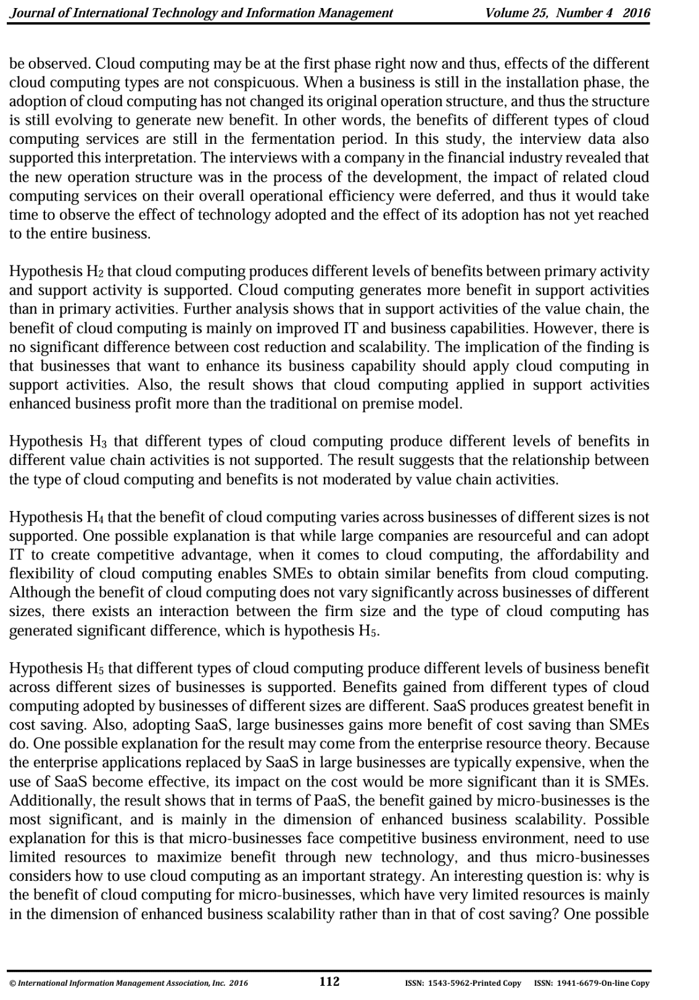 Journal of International Technology and Information Management Volume 25, Number 4 2016
be observed. Cloud computing may be at the first phase right now and thus, effects of the different
cloud computing types are not conspicuous. When a business is still in the installation phase, the
adoption of cloud computing has not changed its original operation structure, and thus the structure
is still evolving to generate new benefit. In other words, the benefits of different types of cloud
computing services are still in the fermentation period. In this study, the interview data also
supported this interpretation. The interviews with a company in the financial industry revealed that
the new operation structure was in the process of the development, the impact of related cloud
computing services on their overall operational efficiency were deferred, and thus it would take
time to observe the effect of technology adopted and the effect of its adoption has not yet reached
to the entire business.
Hypothesis H2 that cloud computing produces different levels of benefits between primary activity
and support activity is supported. Cloud computing generates more benefit in support activities
than in primary activities. Further analysis shows that in support activities of the value chain, the
benefit of cloud computing is mainly on improved IT and business capabilities. However, there is
no significant difference between cost reduction and scalability. The implication of the finding is
that businesses that want to enhance its business capability should apply cloud computing in
support activities. Also, the result shows that cloud computing applied in support activities
enhanced business profit more than the traditional on premise model.
Hypothesis H3 that different types of cloud computing produce different levels of benefits in
different value chain activities is not supported. The result suggests that the relationship between
the type of cloud computing and benefits is not moderated by value chain activities.
Hypothesis H4 that the benefit of cloud computing varies across businesses of different sizes is not
supported. One possible explanation is that while large companies are resourceful and can adopt
IT to create competitive advantage, when it comes to cloud computing, the affordability and
flexibility of cloud computing enables SMEs to obtain similar benefits from cloud computing.
Although the benefit of cloud computing does not vary significantly across businesses of different
sizes, there exists an interaction between the firm size and the type of cloud computing has
generated significant difference, which is hypothesis H5.
Hypothesis H5 that different types of cloud computing produce different levels of business benefit
across different sizes of businesses is supported. Benefits gained from different types of cloud
computing adopted by businesses of different sizes are different. SaaS produces greatest benefit in
cost saving. Also, adopting SaaS, large businesses gains more benefit of cost saving than SMEs
do. One possible explanation for the result may come from the enterprise resource theory. Because
the enterprise applications replaced by SaaS in large businesses are typically expensive, when the
use of SaaS become effective, its impact on the cost would be more significant than it is SMEs.
Additionally, the result shows that in terms of PaaS, the benefit gained by micro-businesses is the
most significant, and is mainly in the dimension of enhanced business scalability. Possible
explanation for this is that micro-businesses face competitive business environment, need to use
limited resources to maximize benefit through new technology, and thus micro-businesses
considers how to use cloud computing as an important strategy. An interesting question is: why is
the benefit of cloud computing for micro-businesses, which have very limited resources is mainly
in the dimension of enhanced business scalability rather than in that of cost saving? One possible
© International Information Management Association, Inc. 2016 112 ISSN: 1543-5962-Printed Copy ISSN: 1941-6679-On-line Copy